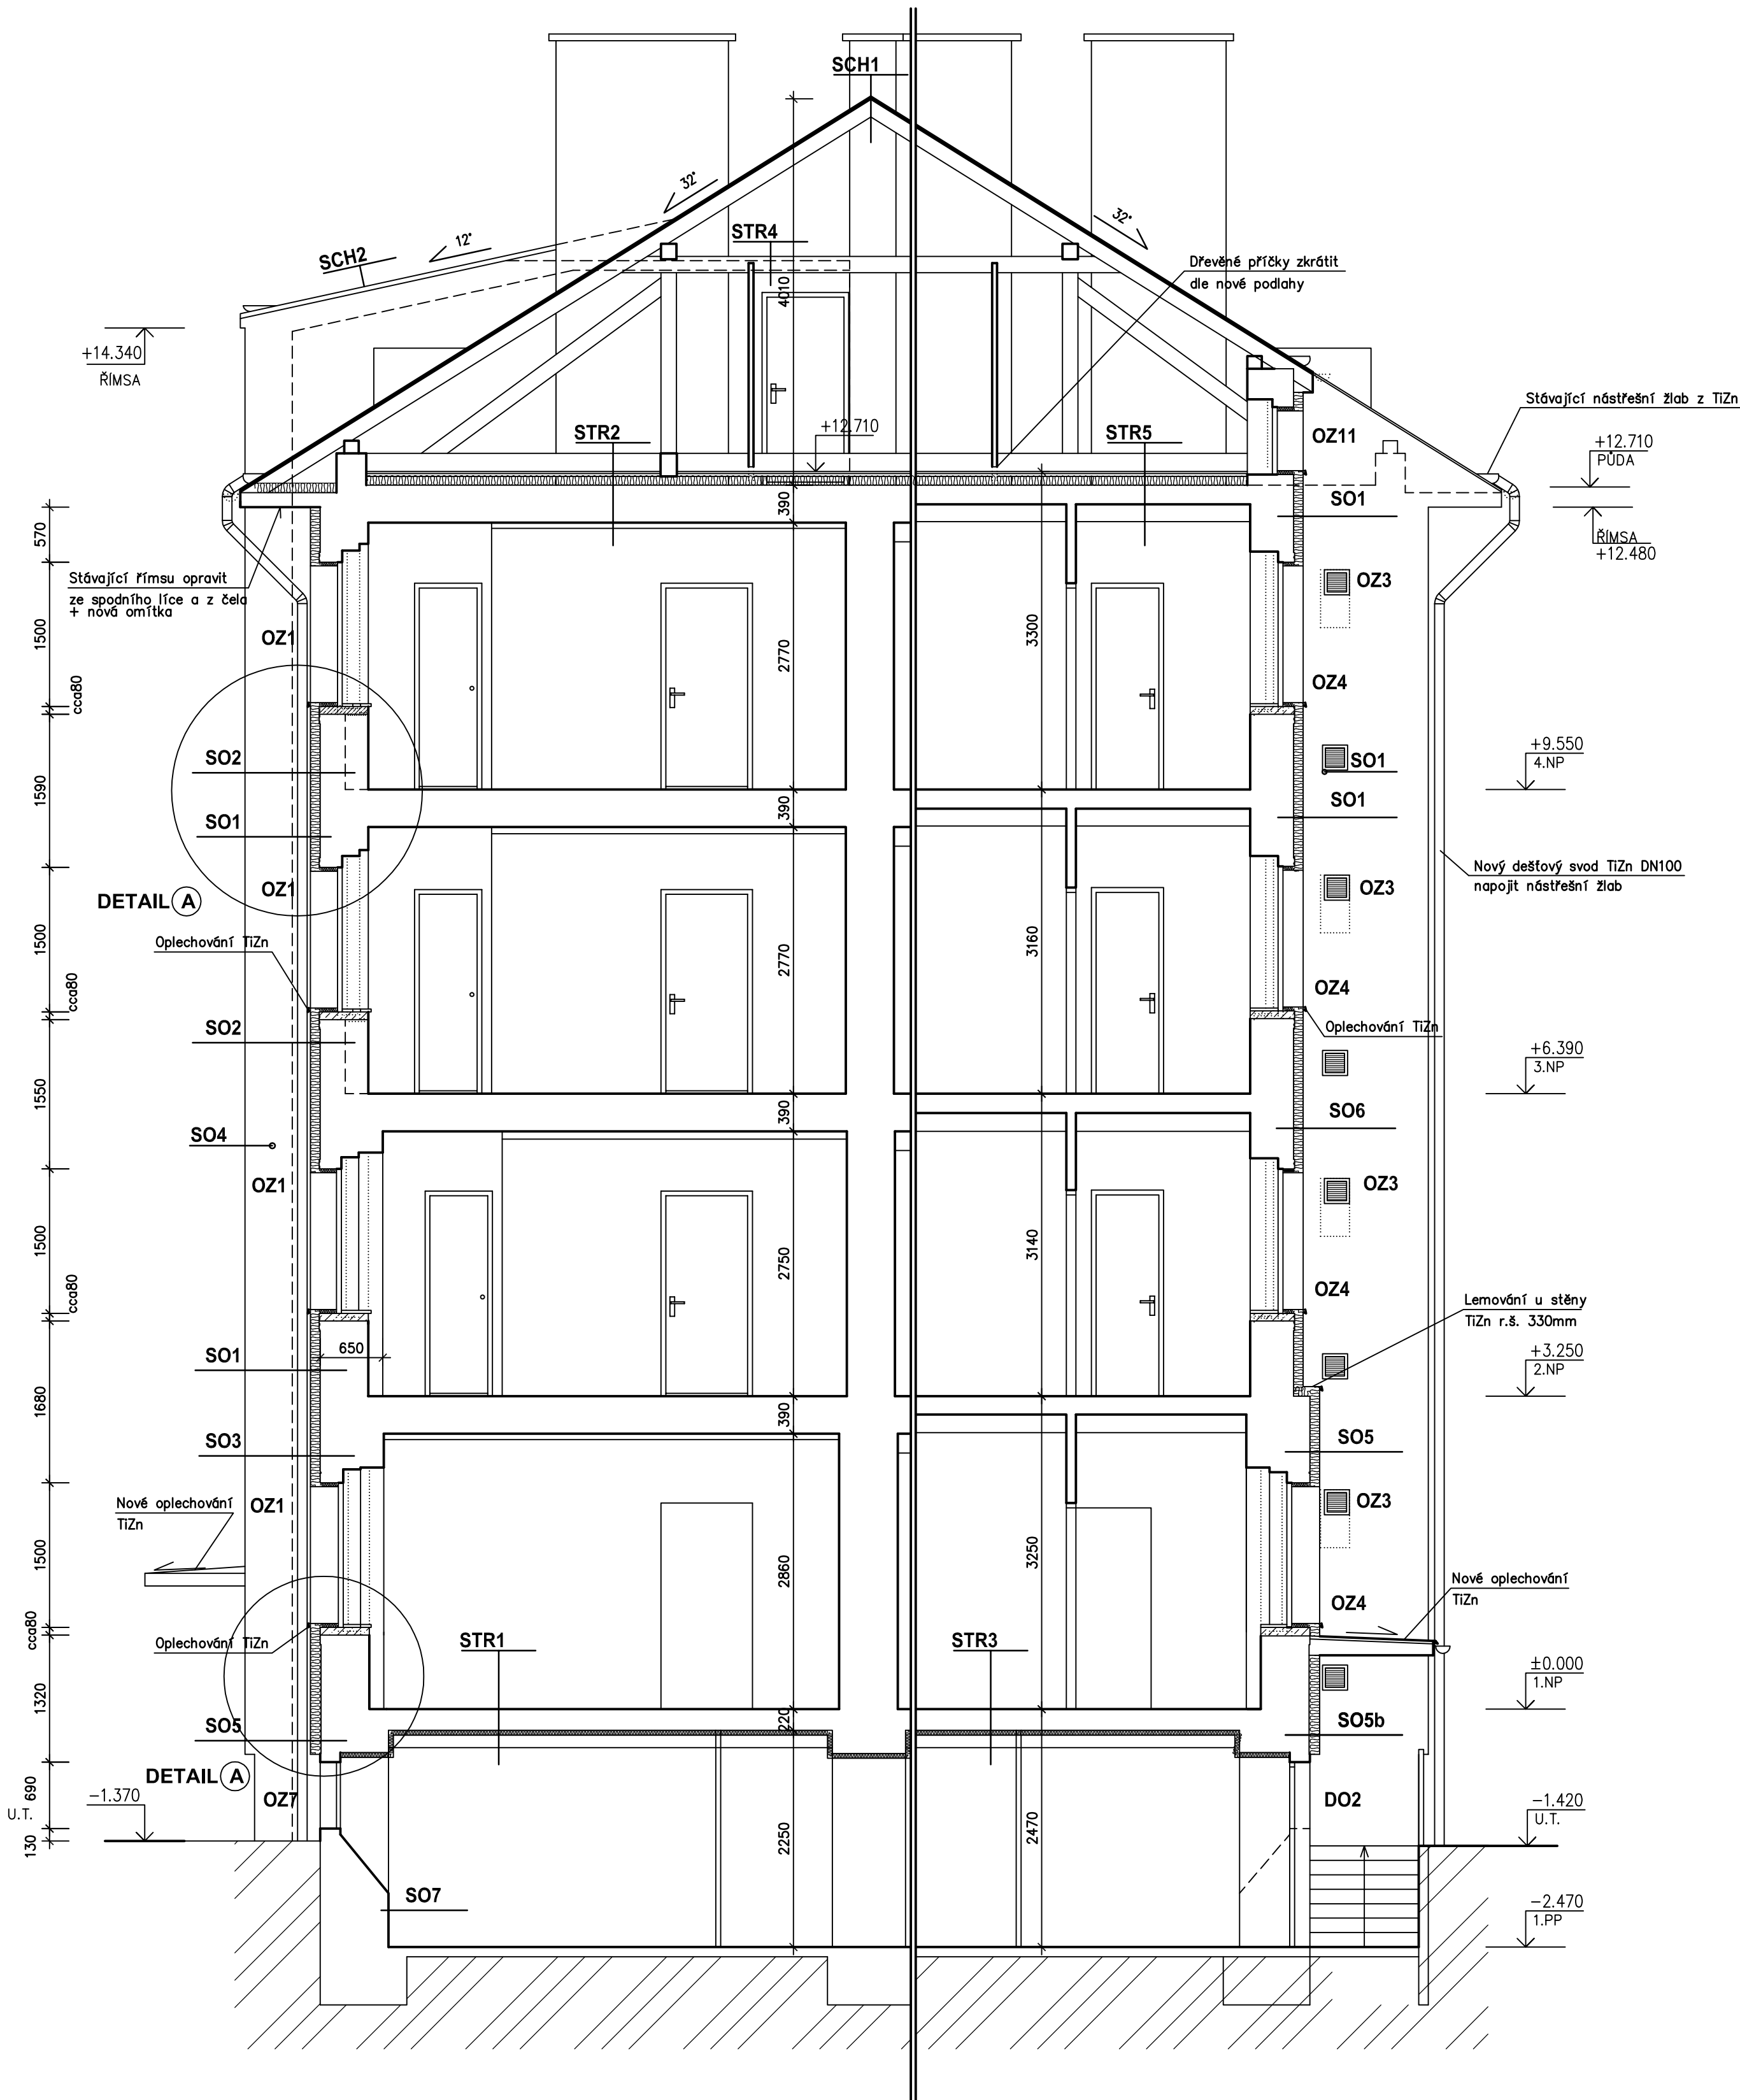 SCH1
32°
32°
12°
SCH2
STR4
4010
Dřevěné příčky zkrátit
dle nové podlahy
+14.340
ŘÍMSA
Stávající nástřešní žlab z TiZn
STR2
+12.710
STR5
OZ11
+12.710
PŮDA
390
SO1
ŘÍMSA
+12.480
570
Stávající římsu opravit
ze spodního líce a z čela
+ nová omítka
OZ3
OZ1
1500
2770
3300
OZ4
cca80
SO2
SO1
+9.550
4.NP
1590
390
SO1
SO1
DETAIL A
OZ1
OZ3
Nový dešťový svod TiZn DN100
napojit nástřešní žlab
Oplechování TiZn
1500
2770
3160
cca80
OZ4
SO2
Oplechování TiZn
+6.390
3.NP
1550
390
SO6
SO4
OZ1
OZ3
1500
2750
3140
cca80
OZ4
Lemování u stěny
TiZn r.š. 330mm
650
SO1
+3.250
2.NP
1680
390
SO3
SO5
Nové oplechování
TiZn
OZ1
OZ3
1500
2860
3250
Nové oplechování
TiZn
OZ4
cca80
Oplechování TiZn
STR1
STR3
±0.000
1.NP
1320
220
SO5
SO5b
DETAIL A
690
-1.370
U.T.
OZ7
DO2
-1.420
U.T.
130
2250
2470
SO7
-2.470
1.PP